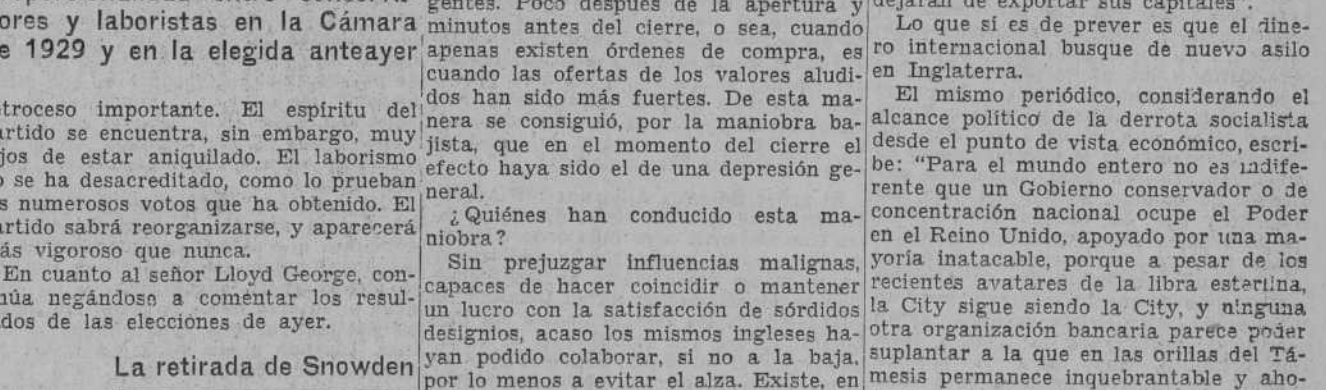 ores y laboristas en la Cámara
e 1929 y en la elegida anteayer
troceso importante. El espíritu del
artido se encuentra, sin embargo, muy
jos de estar aniquilado. El laborismo
o se ha desacreditado, como lo prueban
s numerosos votos que ha obtenido. El
artido sabrá reorganizarse, y aparecerá
ás vigoroso que nunca.
En cuanto al señor Lloyd George, con-
núa negándose a comentar los resul-
dos de las elecciones de ayer.
La retirada de Snowden
gentes. Poco después de la apertura y
minutos antes del cierre, o sea, cuando
apenas existen órdenes de compra, es
cuando las ofertas de los valores aludi-
dos han sido más fuertes. De esta ma-
nera se consiguió, por la maniobra ba-
jista, que en el momento del cierre el
efecto haya sido el de una depresión ge-
neral.
¿Quiénes han conducido esta ma-
niobra?
Sin prejuzgar influencias malignas,
capaces de hacer coincidir o mantener
un lucro con la satisfacción de sórdidos
designios, acaso los mismos ingleses ha-
yan podido colaborar, si no a la baja,
por lo menos a evitar el alza. Existe, en
dejarán de exportar sus capitales".
Lo que sí es de prever es que el dine-
ro internacional busque de nuevo asilo
en Inglaterra.
El mismo periódico, considerando el
alcance político de la derrota socialista
desde el punto de vista económico, escri-
be: "Para el mundo entero no es indife-
rente que un Gobierno conservador o de
concentración nacional ocupe el Poder
en el Reino Unido, apoyado por una ma-
yoría inatacable, porque a pesar de los
recientes avatares de la libra esterlina,
la City sigue siendo la City, y ninguna
otra organización bancaria parece poder
suplantar a la que en las orillas del Tá-
mesis permanece inquebrantable y aho-